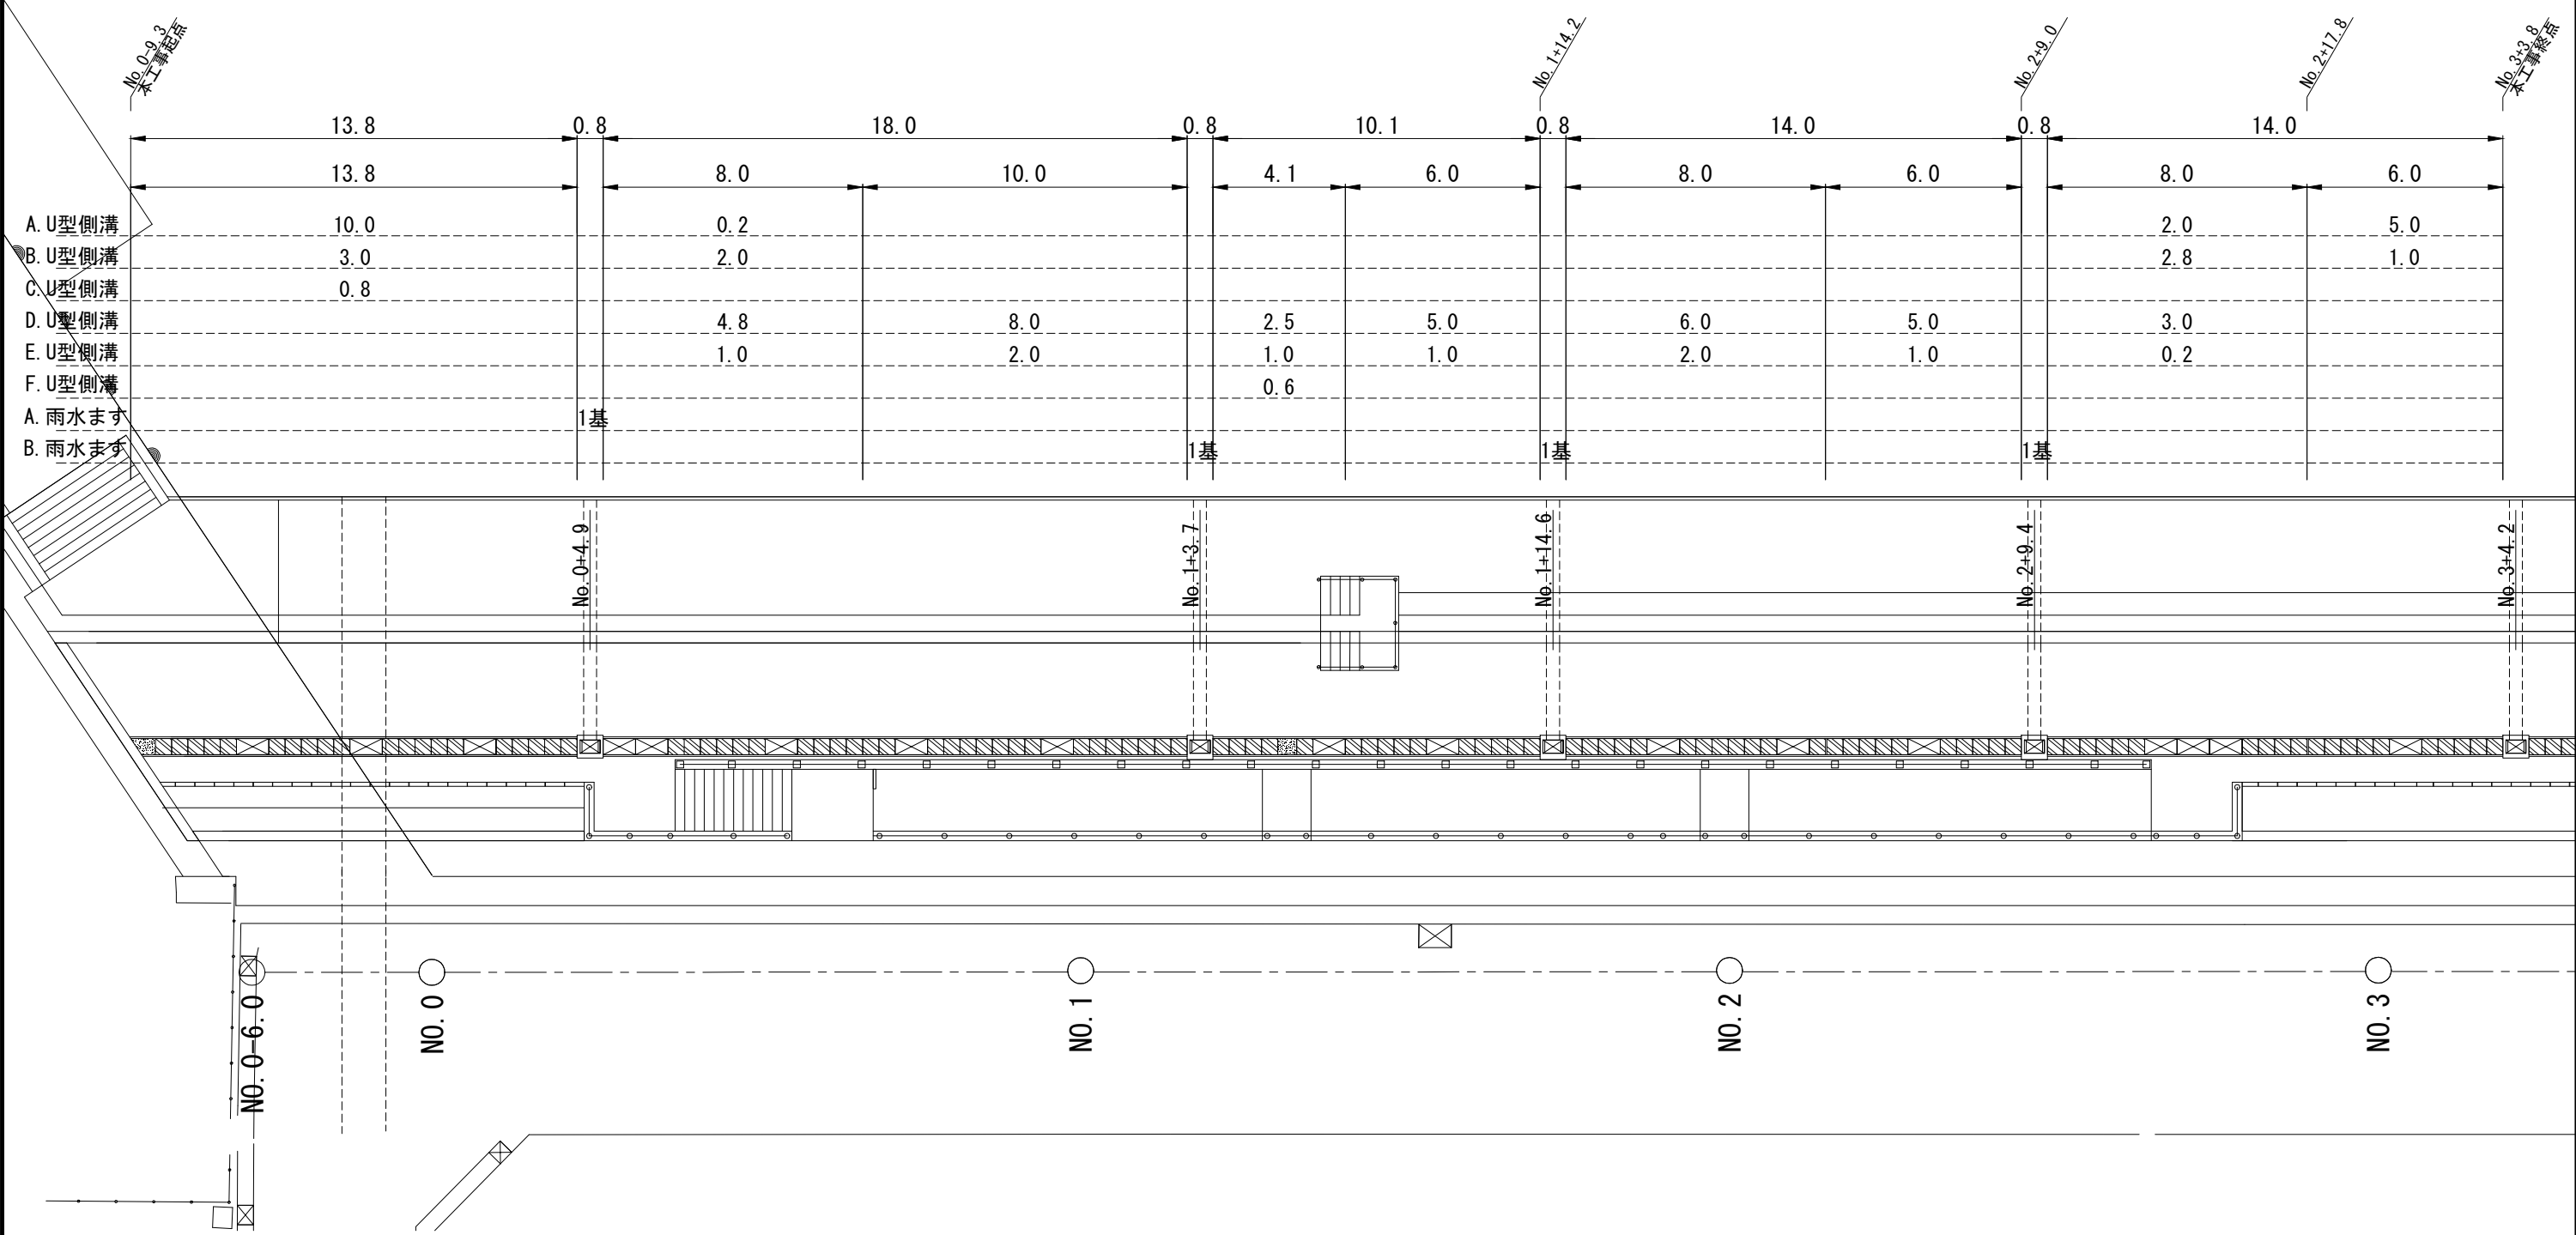 No.0-9.3
本工事起点
No.1+14.2
No.2+9.0
No.2+17.8
No.3+3.8
本工事終点
13.8 0.8 18.0 0.8 10.1 0.8 14.0 0.8 14.0
13.8 8.0 10.0 4.1 6.0 8.0 6.0 8.0 6.0
A.U型側溝 10.0 0.2 2.0 5.0
B.U型側溝 3.0 2.0 2.8 1.0
C.U型側溝 0.8
D.U型側溝 4.8 8.0 2.5 5.0 6.0 5.0 3.0
E.U型側溝 1.0 2.0 1.0 1.0 2.0 1.0 0.2
F.U型側溝 0.6
A.雨水ます 1基
B.雨水ます 1基 1基 1基
No.0+4.9
No.1+3.7
No.1+14.6
No.2+9.4
No.3+4.2
NO.0-6.0
NO.0
NO.1
NO.2
NO.3